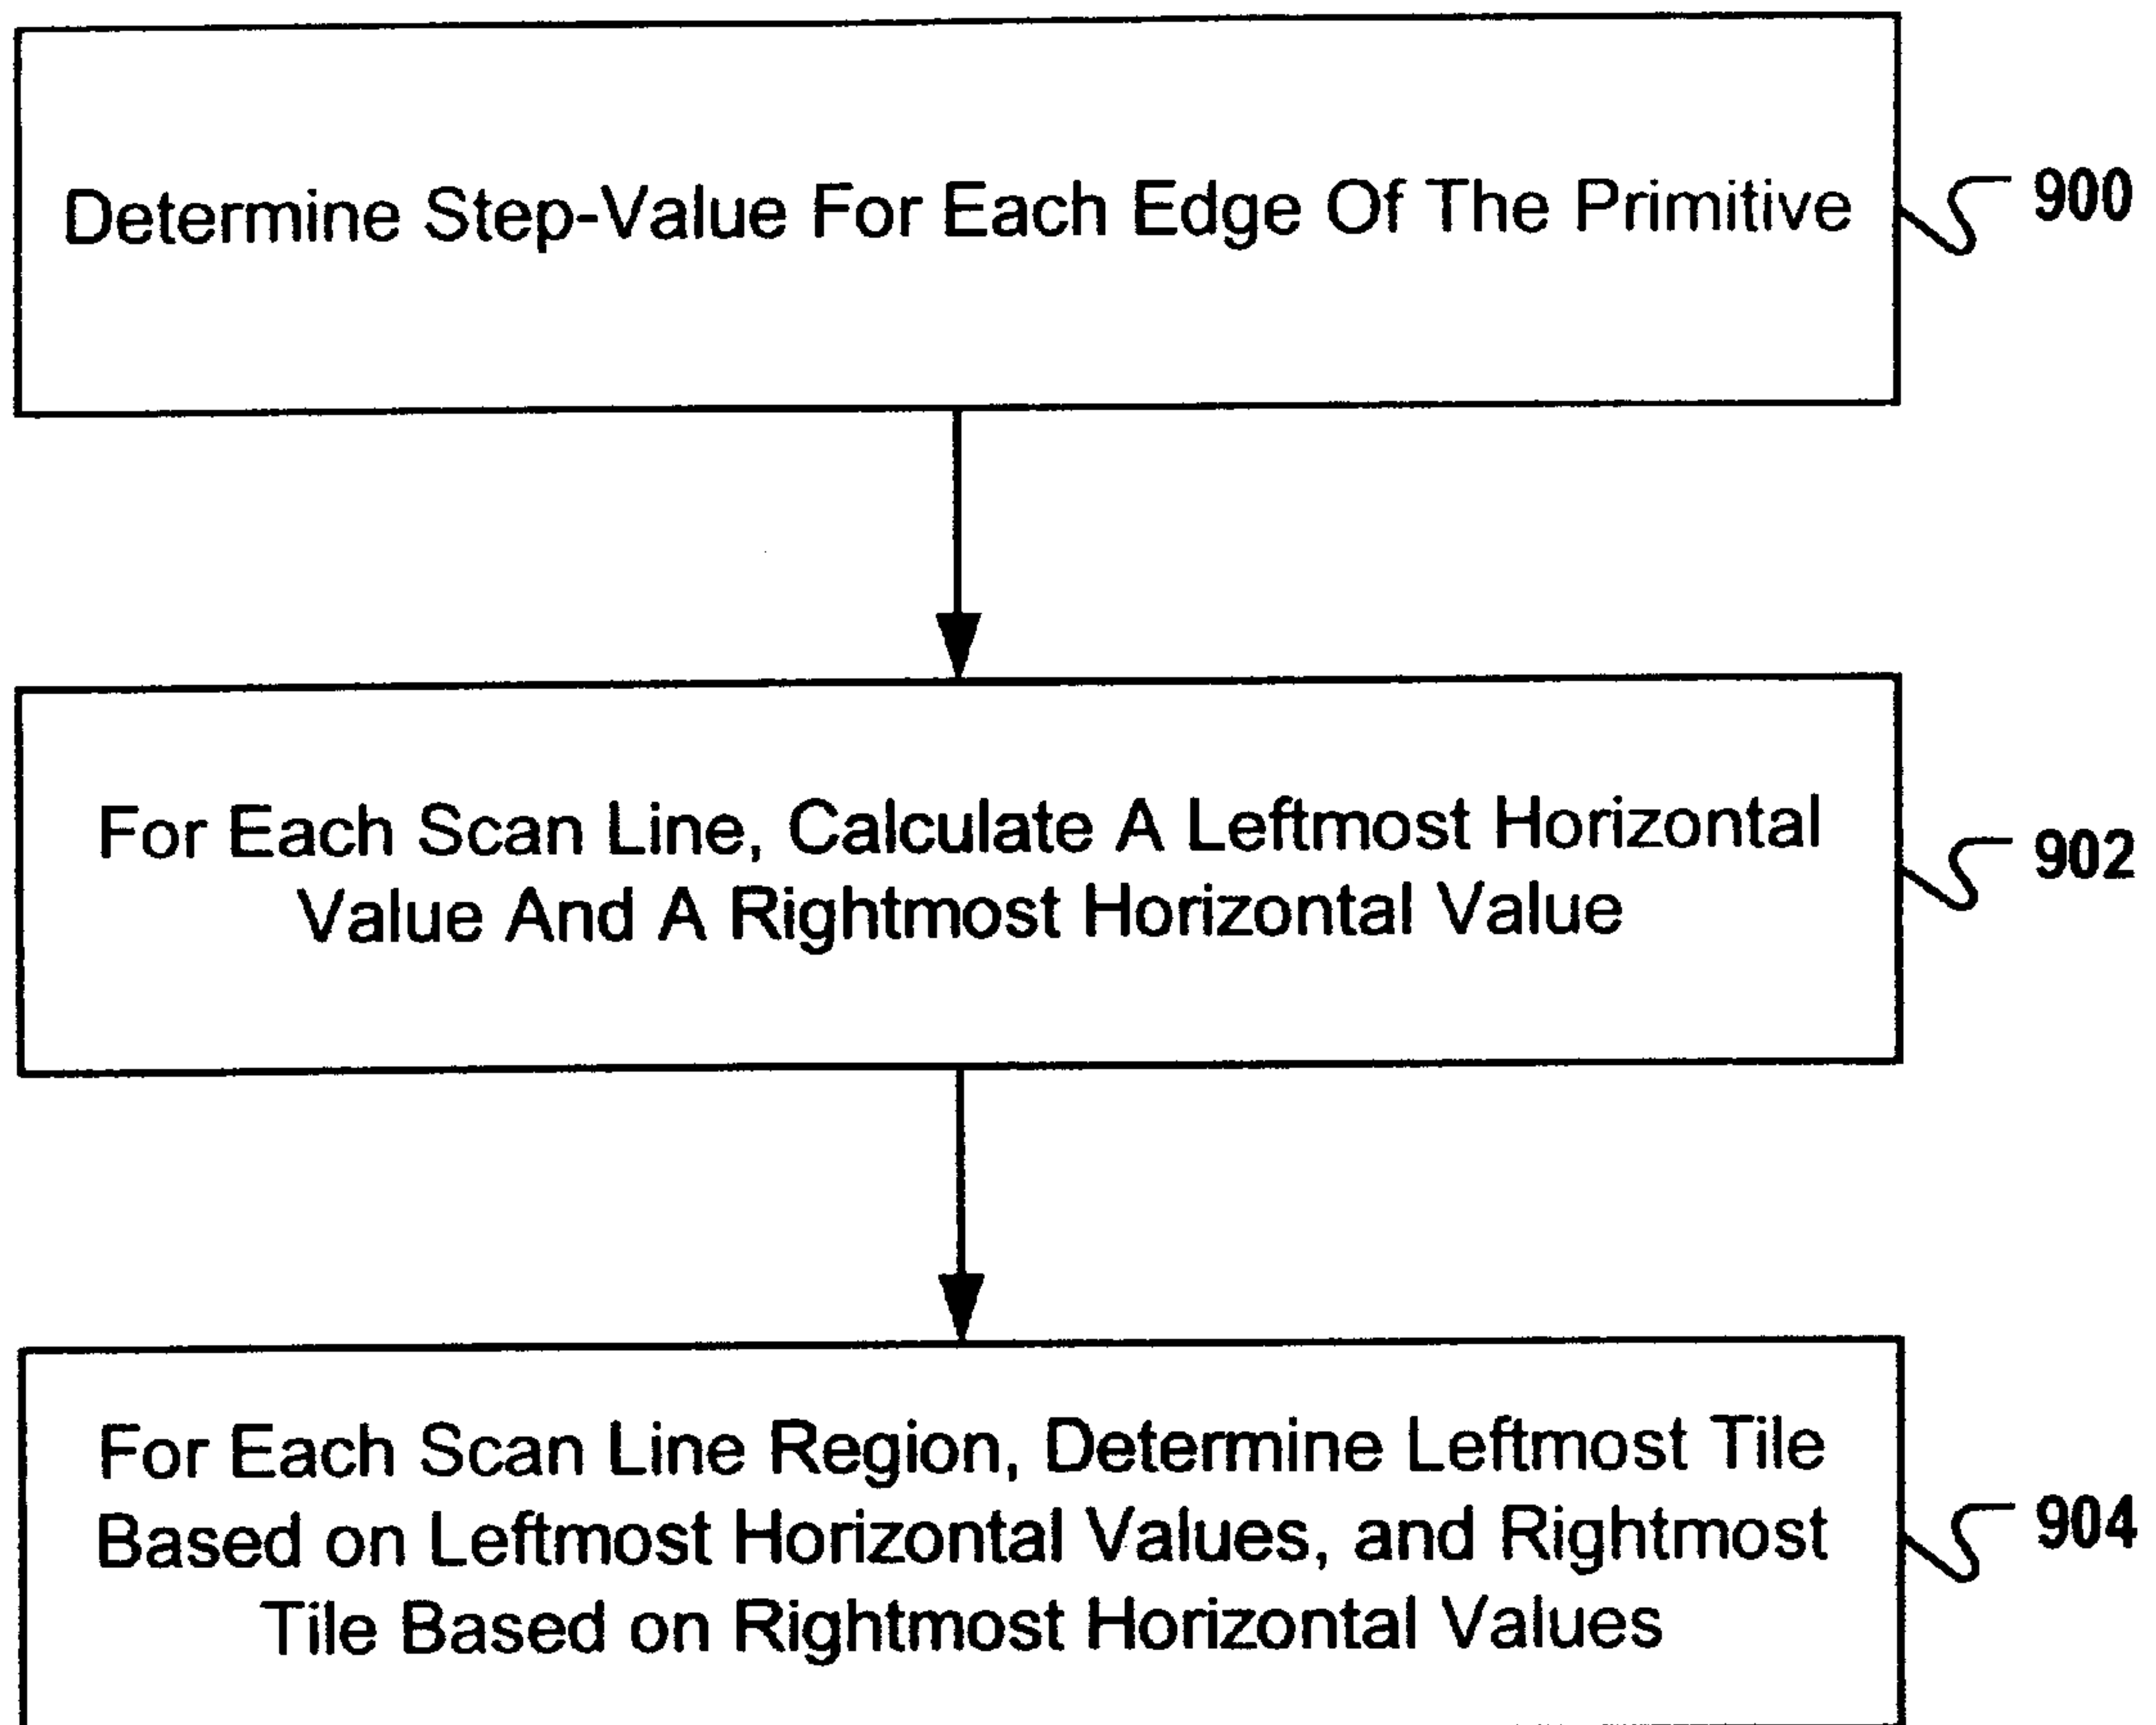 Determine Step-Value For Each Edge Of The Primitive
900
For Each Scan Line, Calculate A Leftmost Horizontal
Value And A Rightmost Horizontal Value
902
For Each Scan Line Region, Determine Leftmost Tile
Based on Leftmost Horizontal Values, and Rightmost
Tile Based on Rightmost Horizontal Values
904